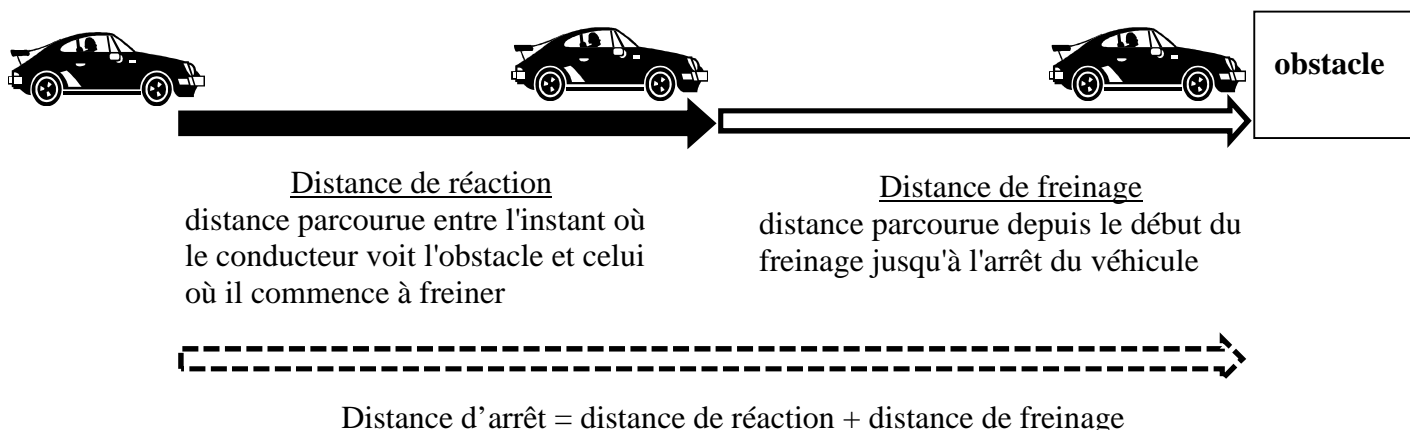 obstacle
Distance de réaction
distance parcourue entre l'instant où
le conducteur voit l'obstacle et celui
où il commence à freiner
Distance de freinage
distance parcourue depuis le début du
freinage jusqu'à l'arrêt du véhicule
Distance d’arrêt = distance de réaction + distance de freinage